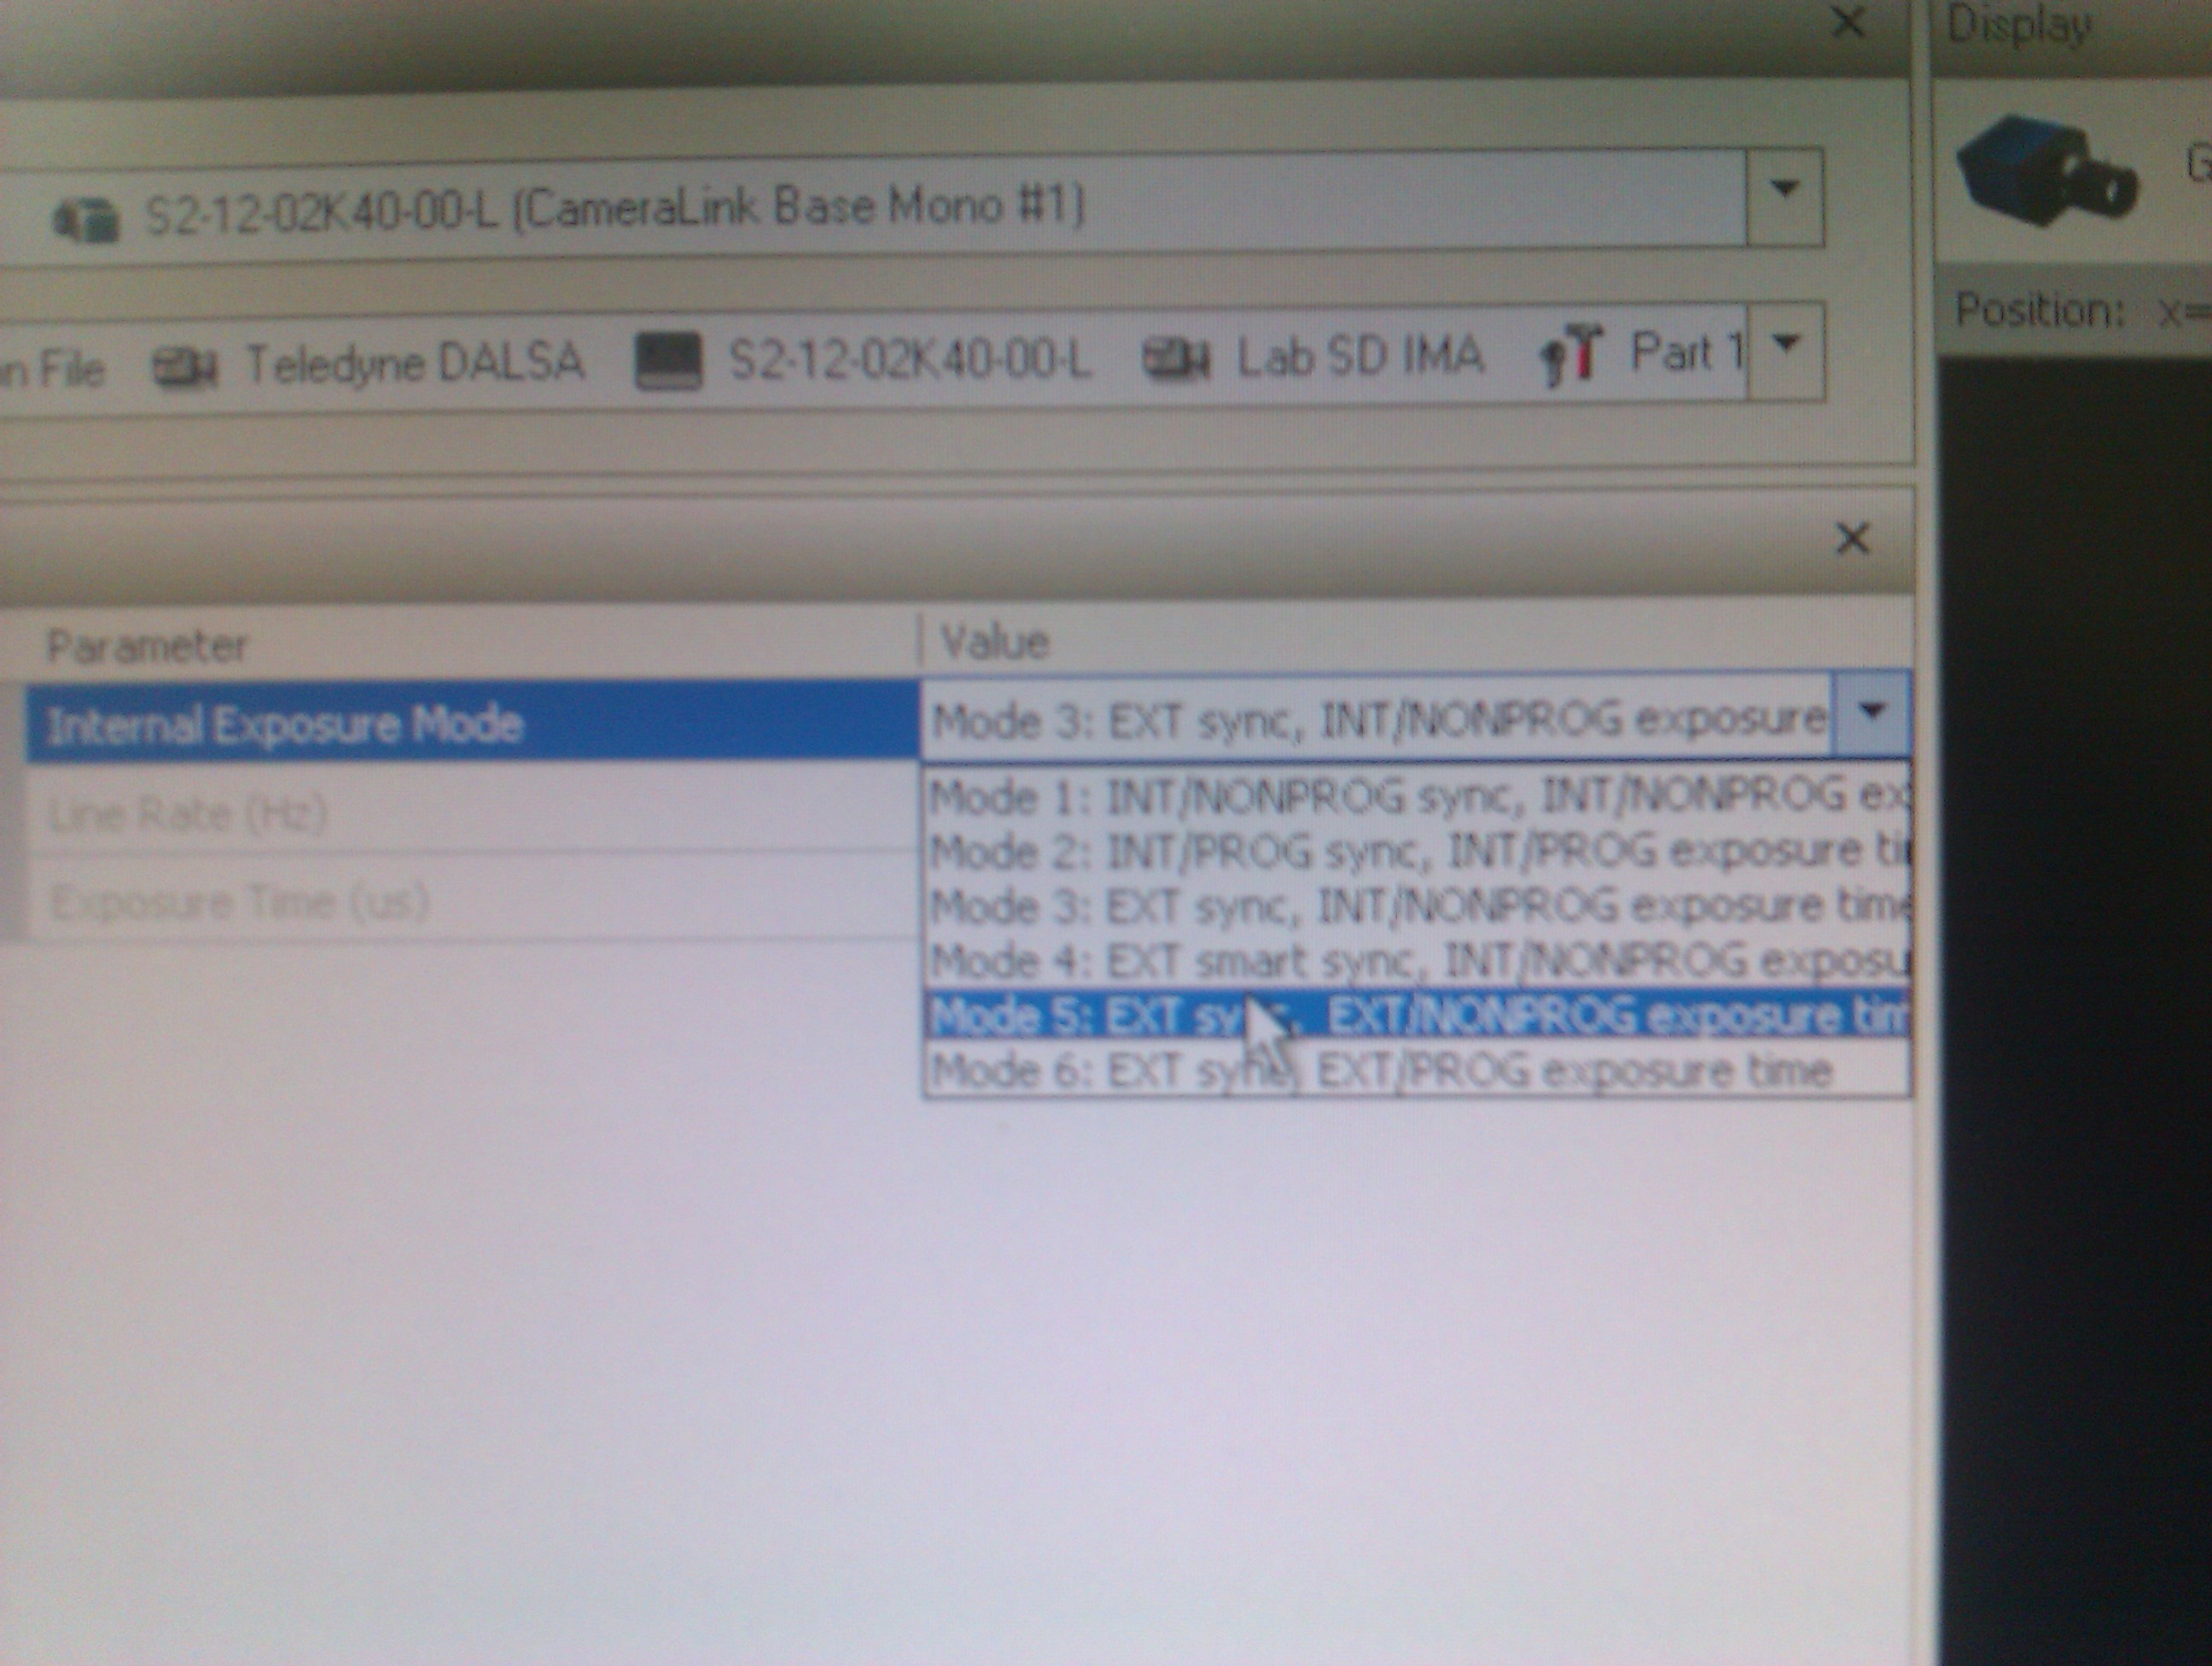 Display
S2-12-02K40-00-L (CameraLink Base Mono #1)
G
n File Teledyne DALSA S2-12-02K40-00-L Lab SD IMA Part 1
Position: x=
Parameter Value
Internal Exposure Mode Mode 3: EXT sync, INT/NONPROG exposure
Line Rate (Hz)
Exposure Time (us)
Mode 1: INT/NONPROG sync, INT/NONPROG ex
Mode 2: INT/PROG sync, INT/PROG exposure ti
Mode 3: EXT sync, INT/NONPROG exposure time
Mode 4: EXT smart sync, INT/NONPROG exposu
Mode 5: EXT sync, EXT/NONPROG exposure tim
Mode 6: EXT sync, EXT/PROG exposure time